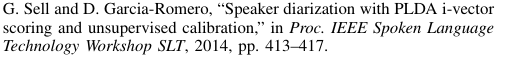 G. Sell and D. Garcia-Romero, “Speaker diarization with PLDA i-vector
scoring and unsupervised calibration,” in Proc. IEEE Spoken Language
Technology Workshop SLT, 2014, pp. 413–417.